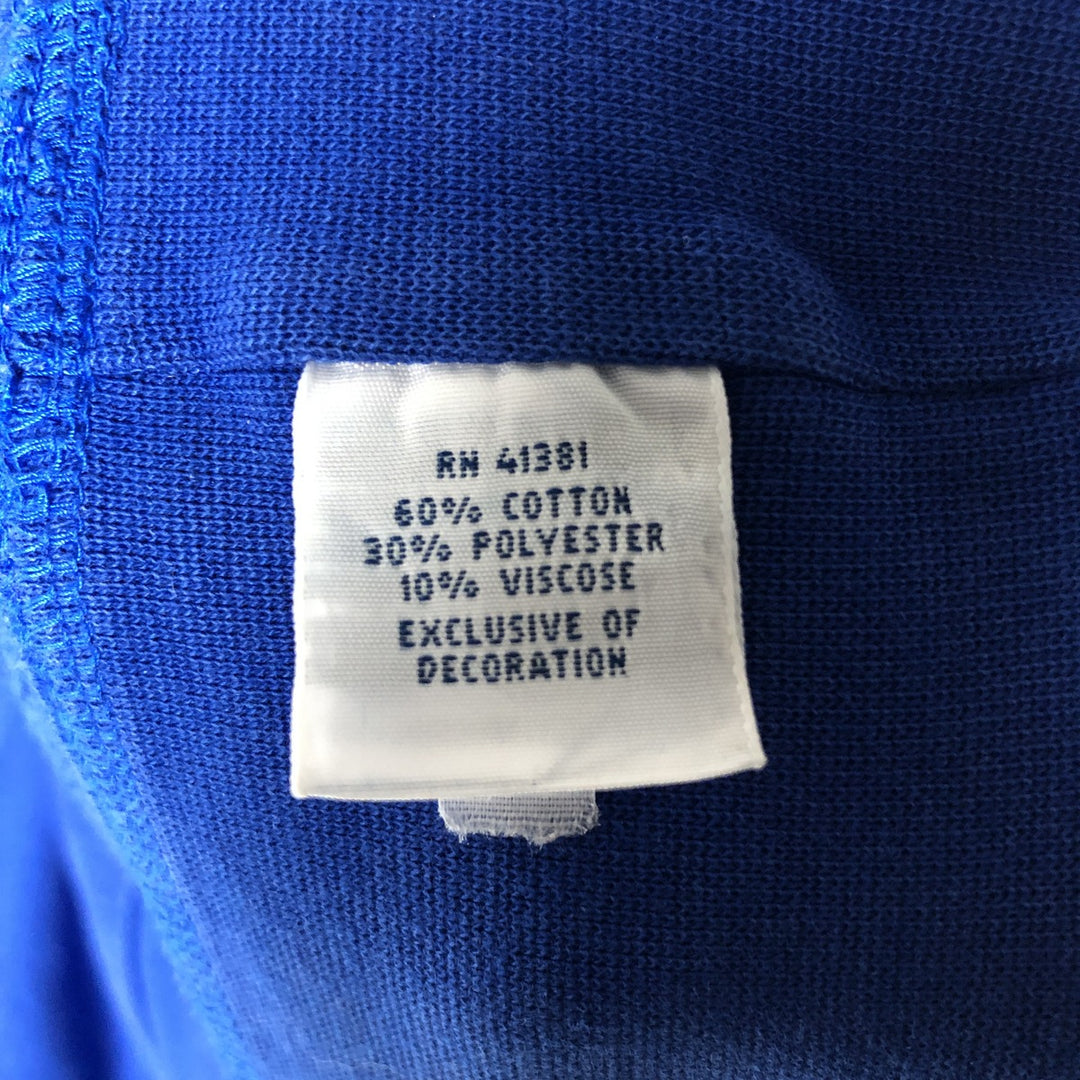 RN 41381
60% COTTON
30% POLYESTER
10% VISCOSE
EXCLUSIVE OF
DECORATION